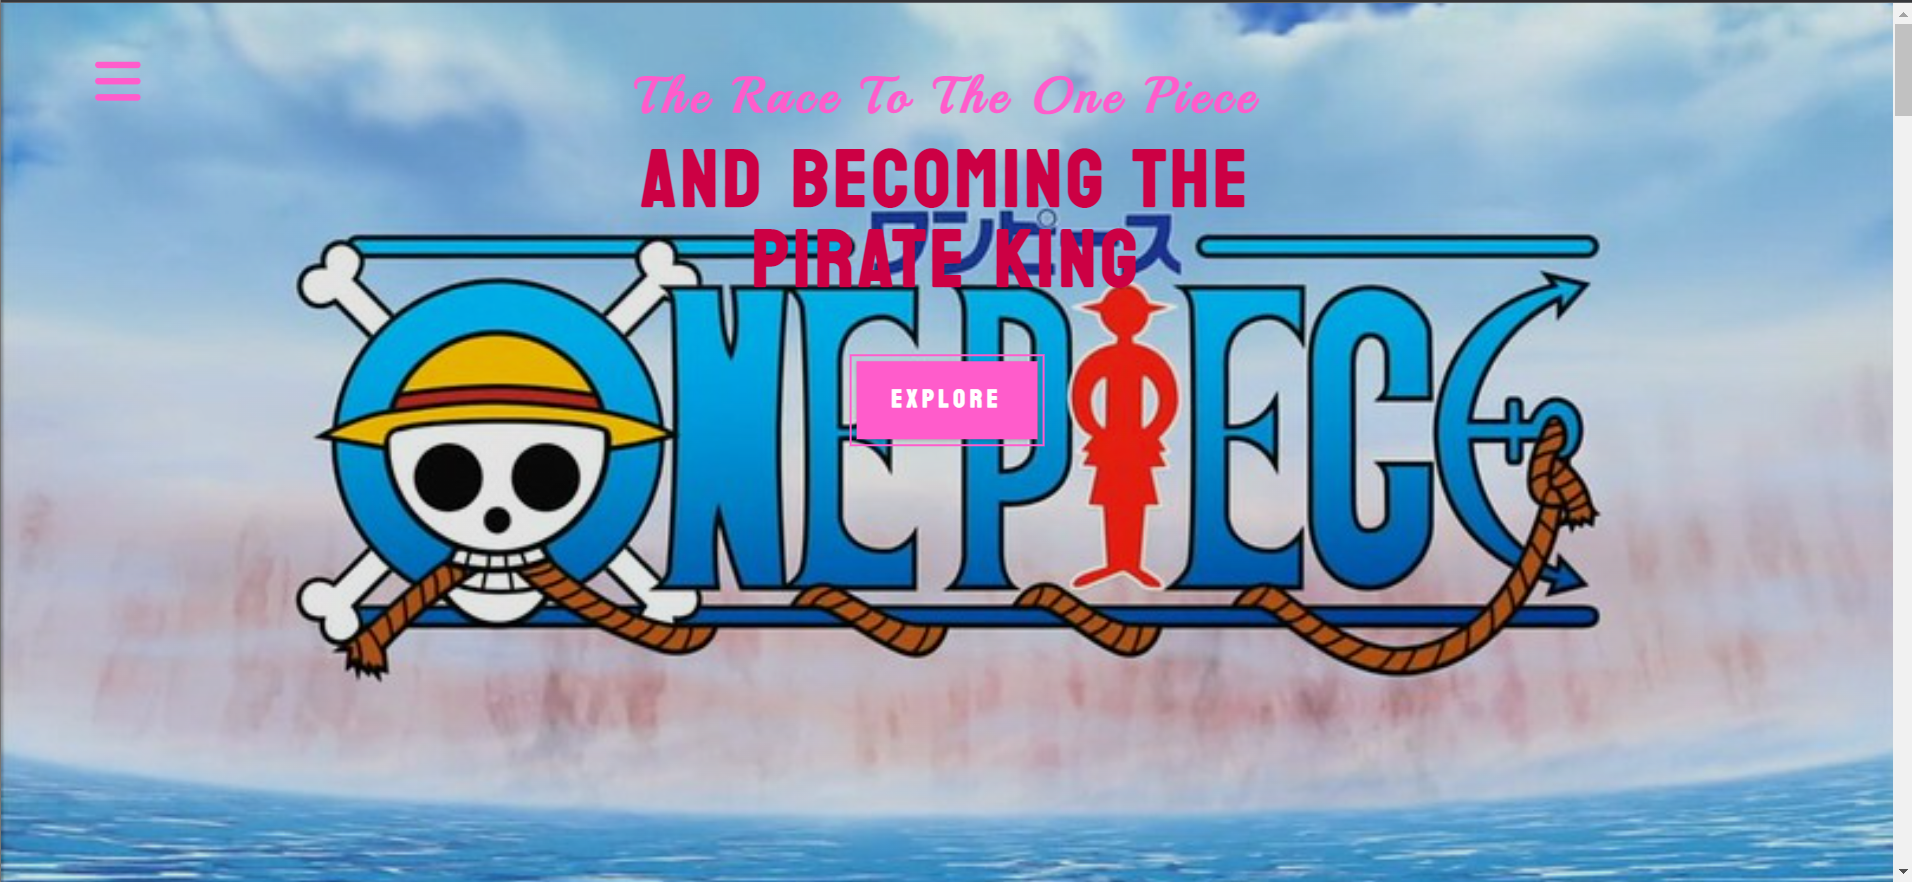 The Race To The One Piece
AND BECOMING THE
PIRATE KING
ワンピース
ONE PIECE
EXPLORE